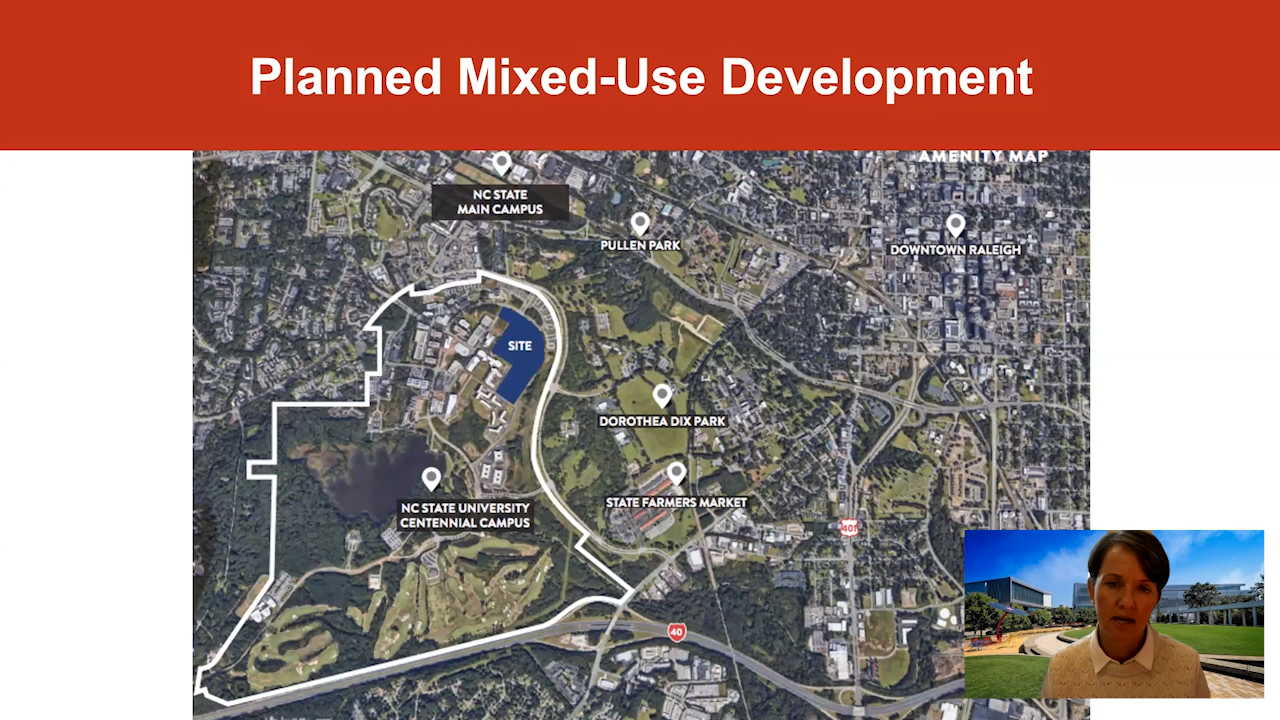 Planned Mixed-Use Development
AMENITY MAP
NC STATE
MAIN CAMPUS
PULLEN PARK
DOWNTOWN RALEIGH
SITE
DOROTHEA DIX PARK
NC STATE UNIVERSITY
CENTENNIAL CAMPUS
STATE FARMERS MARKET
401
40